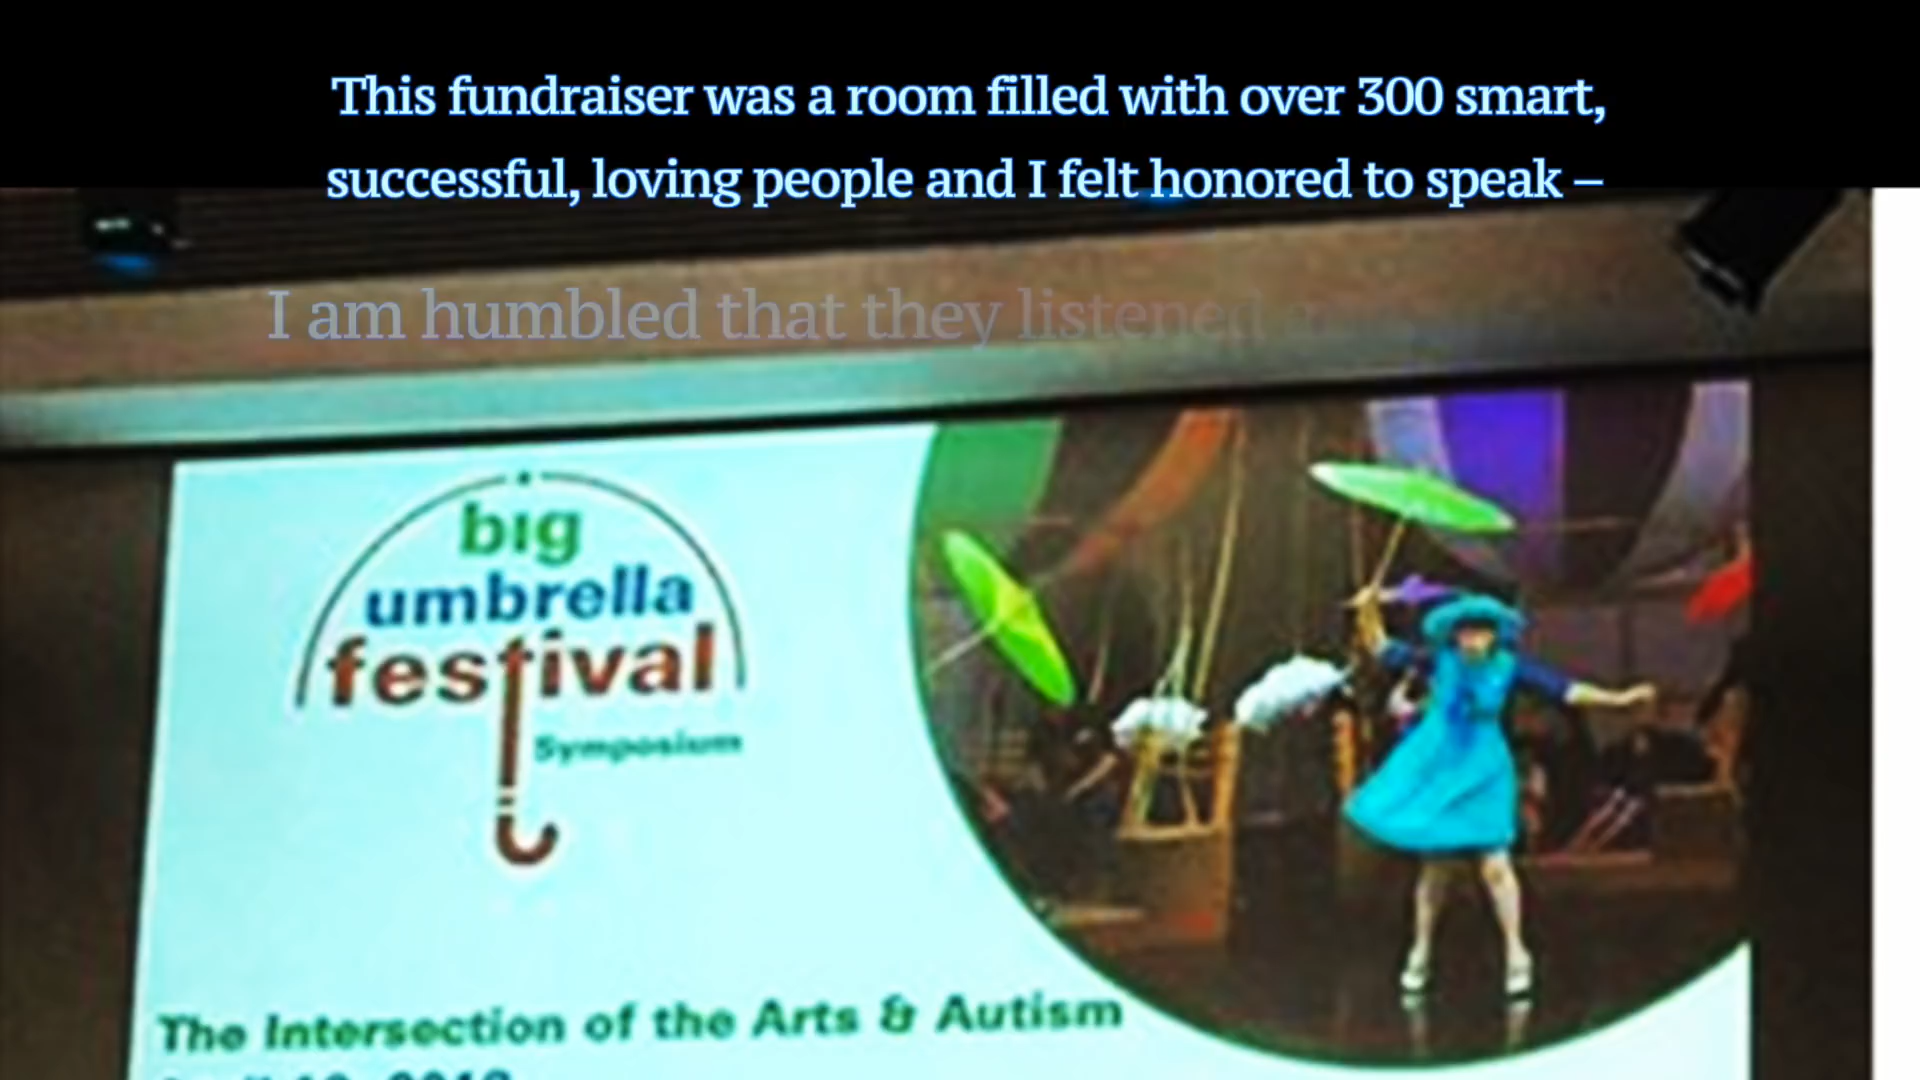 This fundraiser was a room filled with over 300 smart,
successful, loving people and I felt honored to speak –
I am humbled that they listened
big
umbrella
festival
Symposium
The Intersection of the Arts & Autism